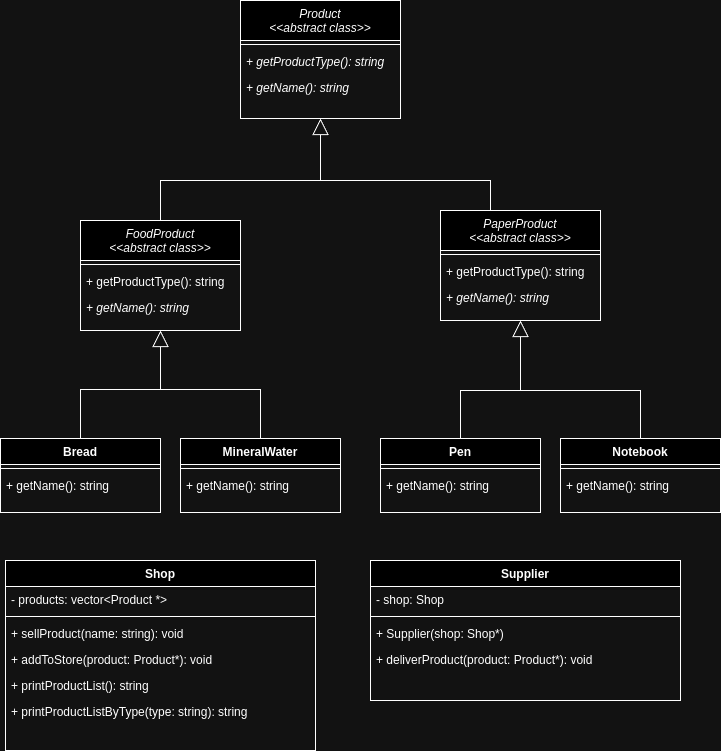 Product
<<abstract class>>
+ getProductType(): string
+ getName(): string
FoodProduct
<<abstract class>>
+ getProductType(): string
+ getName(): string
PaperProduct
<<abstract class>>
+ getProductType(): string
+ getName(): string
Bread
+ getName(): string
MineralWater
+ getName(): string
Pen
+ getName(): string
Notebook
+ getName(): string
Shop
- products: vector<Product *>
+ sellProduct(name: string): void
+ addToStore(product: Product*): void
+ printProductList(): string
+ printProductListByType(type: string): string
Supplier
- shop: Shop
+ Supplier(shop: Shop*)
+ deliverProduct(product: Product*): void